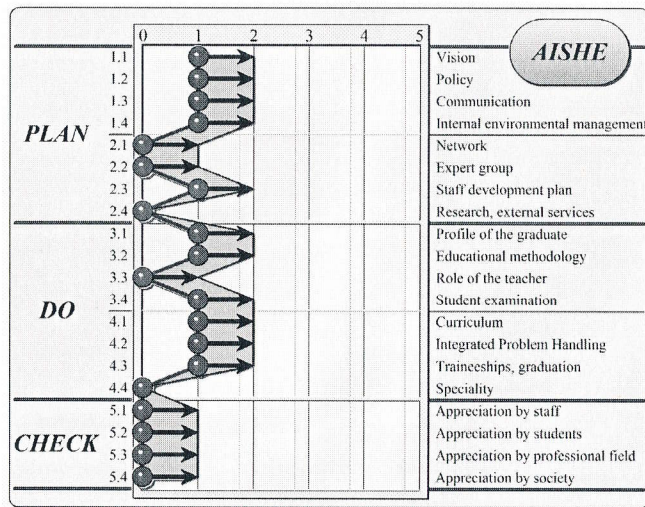 0 1 2 3 4 5
AISHE
PLAN
1.1 Vision
1.2 Policy
1.3 Communication
1.4 Internal environmental management
2.1 Network
2.2 Expert group
2.3 Staff development plan
2.4 Research, external services
DO
3.1 Profile of the graduate
3.2 Educational methodology
3.3 Role of the teacher
3.4 Student examination
4.1 Curriculum
4.2 Integrated Problem Handling
4.3 Traineeships, graduation
4.4 Speciality
CHECK
5.1 Appreciation by staff
5.2 Appreciation by students
5.3 Appreciation by professional field
5.4 Appreciation by society